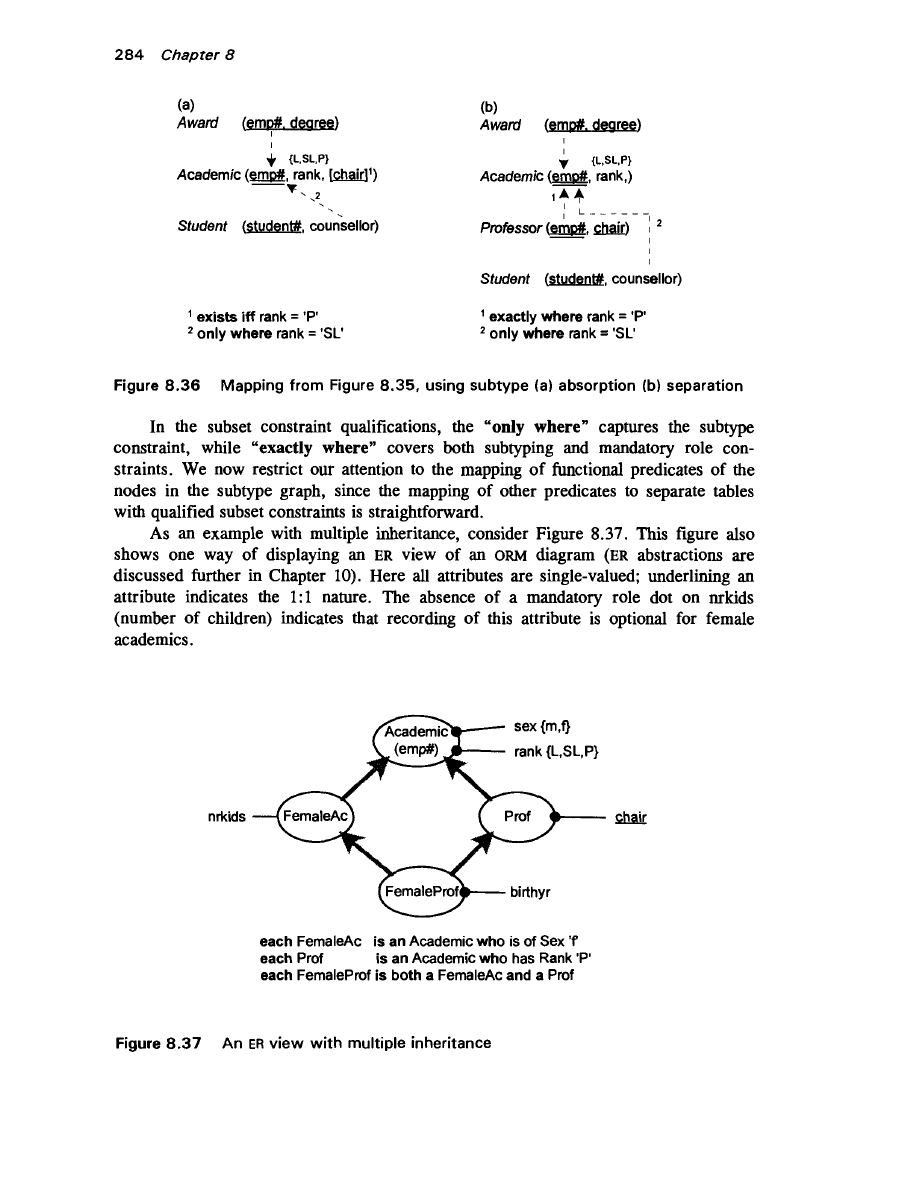 284 Chapter 8
(a)
Award (emp#, degree)
{L,SL,P}
Academic (emp#, rank, [chair]¹)
2
Student (student#, counsellor)
¹ exists iff rank = 'P'
² only where rank = 'SL'
(b)
Award (emp#, degree)
{L,SL,P}
Academic (emp#, rank,)
1
Professor (emp#, chair) 2
Student (student#, counsellor)
¹ exactly where rank = 'P'
² only where rank = 'SL'
Figure 8.36 Mapping from Figure 8.35, using subtype (a) absorption (b) separation
In the subset constraint qualifications, the “only where” captures the subtype
constraint, while “exactly where” covers both subtyping and mandatory role con-
straints. We now restrict our attention to the mapping of functional predicates of the
nodes in the subtype graph, since the mapping of other predicates to separate tables
with qualified subset constraints is straightforward.
As an example with multiple inheritance, consider Figure 8.37. This figure also
shows one way of displaying an ER view of an ORM diagram (ER abstractions are
discussed further in Chapter 10). Here all attributes are single-valued; underlining an
attribute indicates the 1:1 nature. The absence of a mandatory role dot on nrkids
(number of children) indicates that recording of this attribute is optional for female
academics.
Academic
(emp#)
sex {m,f}
rank {L,SL,P}
nrkids
FemaleAc
Prof
chair
FemaleProf
birthyr
each FemaleAc is an Academic who is of Sex 'f'
each Prof is an Academic who has Rank 'P'
each FemaleProf is both a FemaleAc and a Prof
Figure 8.37 An ER view with multiple inheritance